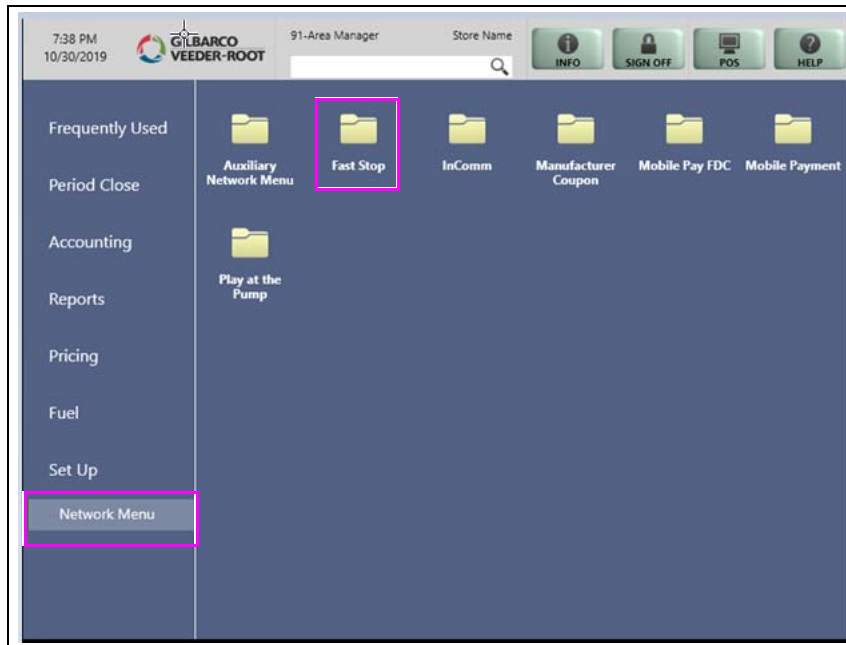 7:38 PM
10/30/2019
GILBARCO
VEEDER-ROOT
91-Area Manager
Store Name
INFO
SIGN OFF
POS
HELP
Frequently Used
Period Close
Accounting
Reports
Pricing
Fuel
Set Up
Network Menu
Auxiliary
Network Menu
Fast Stop
InComm
Manufacturer
Coupon
Mobile Pay FDC
Mobile Payment
Play at the
Pump